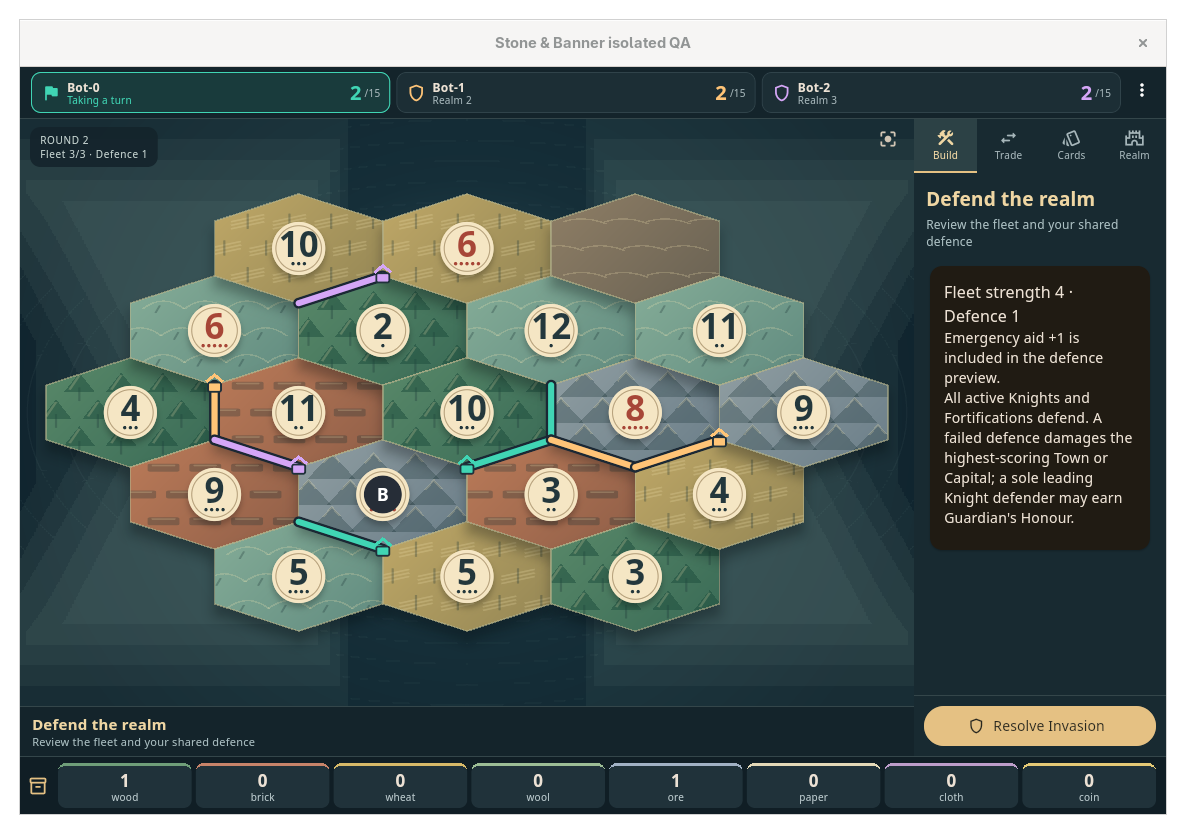 Stone & Banner isolated QA
×
Bot-0
Taking a turn
2 /15
Bot-1
Realm 2
2 /15
Bot-2
Realm 3
2 /15
ROUND 2
Fleet 3/3 · Defence 1
Build
Trade
Cards
Realm
Defend the realm
Review the fleet and your shared
defence
Fleet strength 4 ·
Defence 1
Emergency aid +1 is
included in the defence
preview.
All active Knights and
Fortifications defend. A
failed defence damages the
highest-scoring Town or
Capital; a sole leading
Knight defender may earn
Guardian's Honour.
10 6
6 2 12 11
4 11 10 8 9
9 B 3 4
5 5 3
Defend the realm
Review the fleet and your shared defence
Resolve Invasion
1
wood
0
brick
0
wheat
0
wool
1
ore
0
paper
0
cloth
0
coin